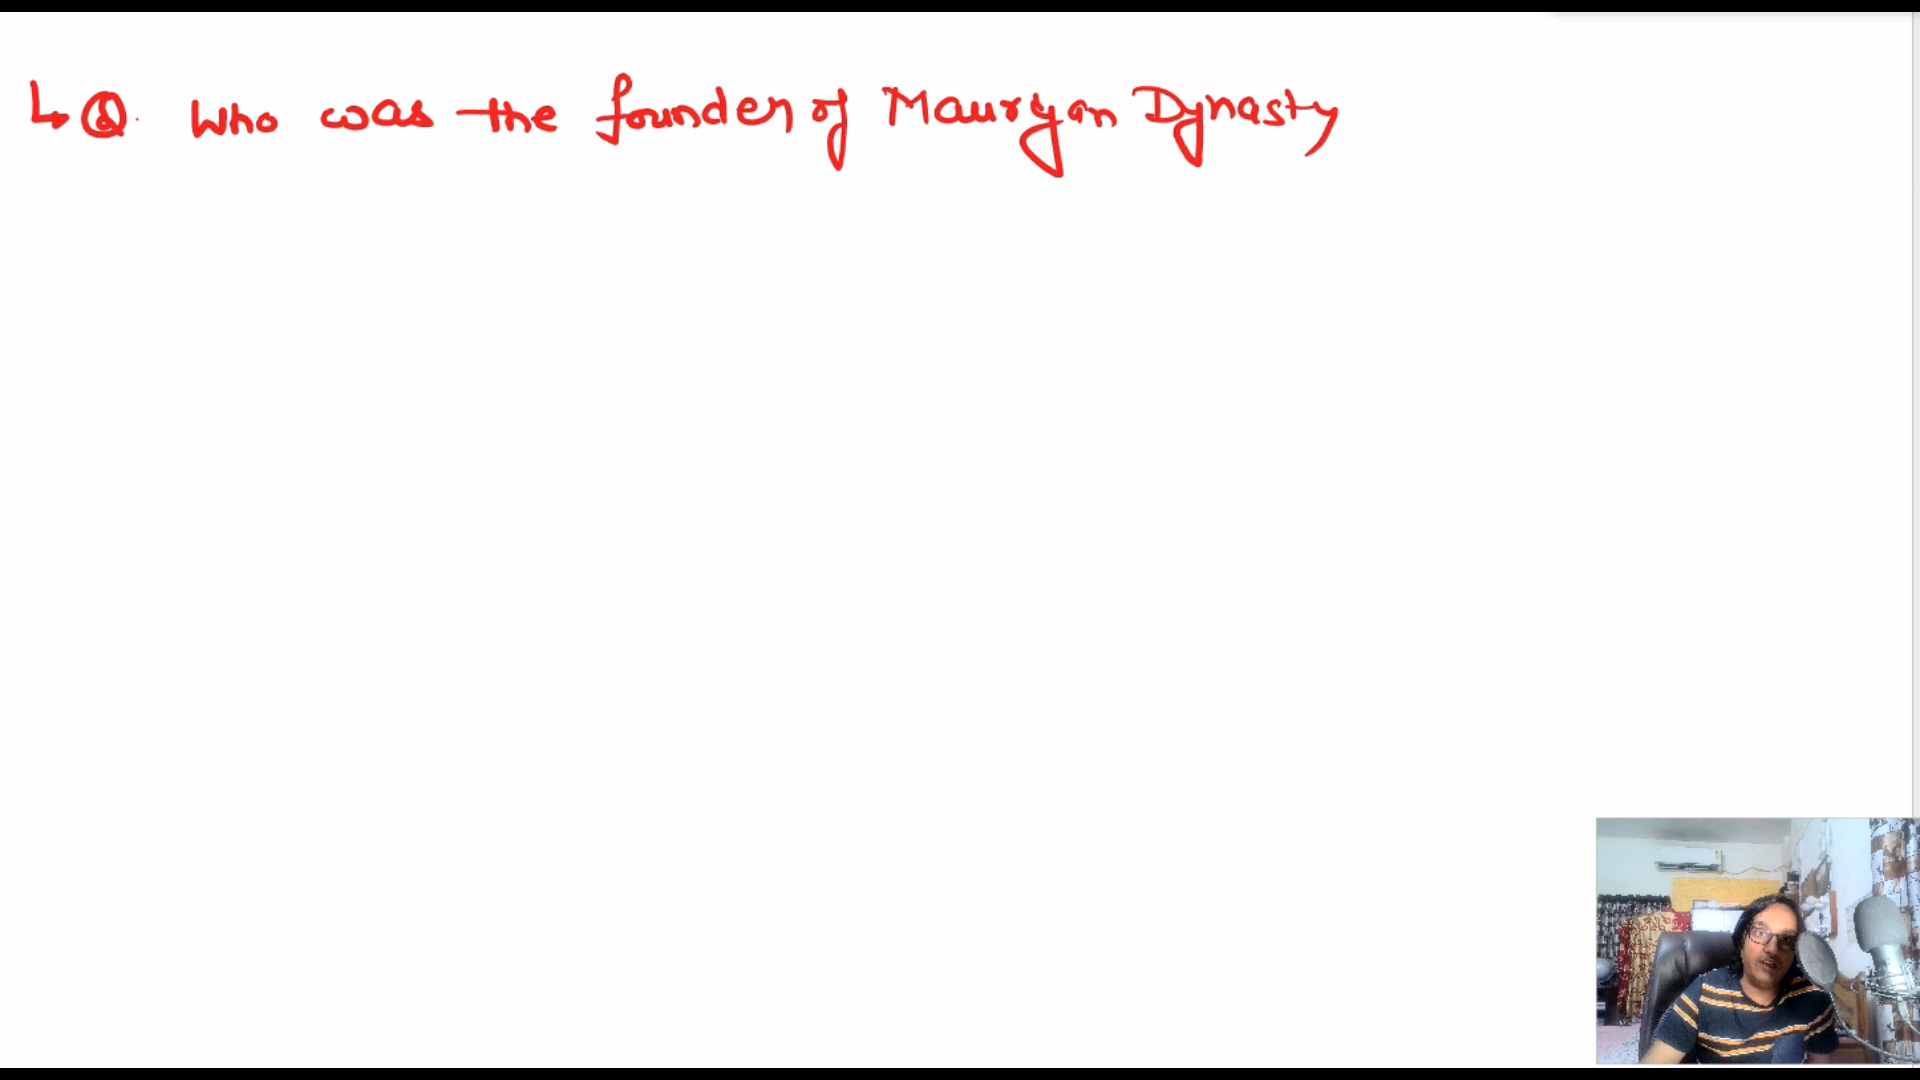 ↳ Q. Who was the founder of Mauryan Dynasty